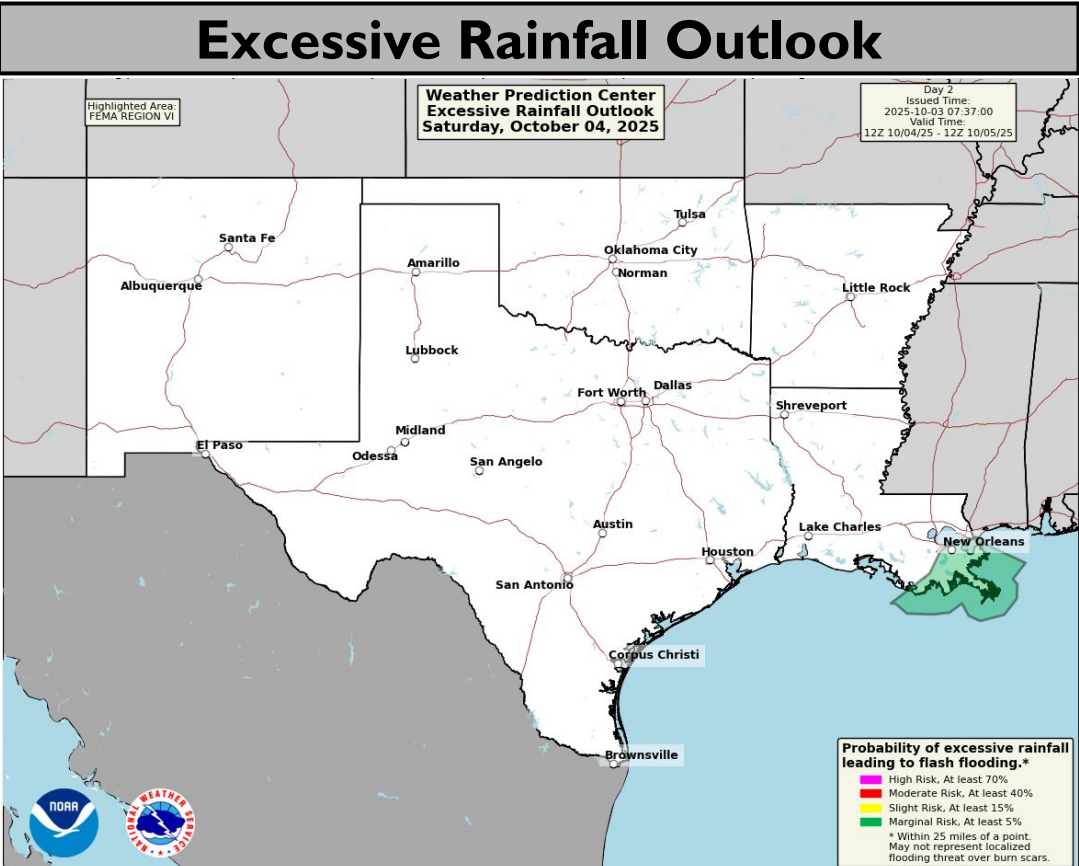 Excessive Rainfall Outlook
Highlighted Area:
FEMA REGION VI
Weather Prediction Center
Excessive Rainfall Outlook
Saturday, October 04, 2025
Day 2
Issued Time:
2025-10-03 07:37:00
Valid Time:
12Z 10/04/25 - 12Z 10/05/25
Tulsa
Santa Fe
Oklahoma City
Amarillo
Norman
Albuquerque
Little Rock
Lubbock
Dallas
Fort Worth
Shreveport
Midland
El Paso
Odessa
San Angelo
Austin
Lake Charles
New Orleans
Houston
San Antonio
Corpus Christi
Brownsville
Probability of excessive rainfall
leading to flash flooding.*
High Risk, At least 70%
Moderate Risk, At least 40%
Slight Risk, At least 15%
Marginal Risk, At least 5%
* Within 25 miles of a point.
May not represent localized
flooding threat over burn scars.
NOAA
NATIONAL WEATHER SERVICE